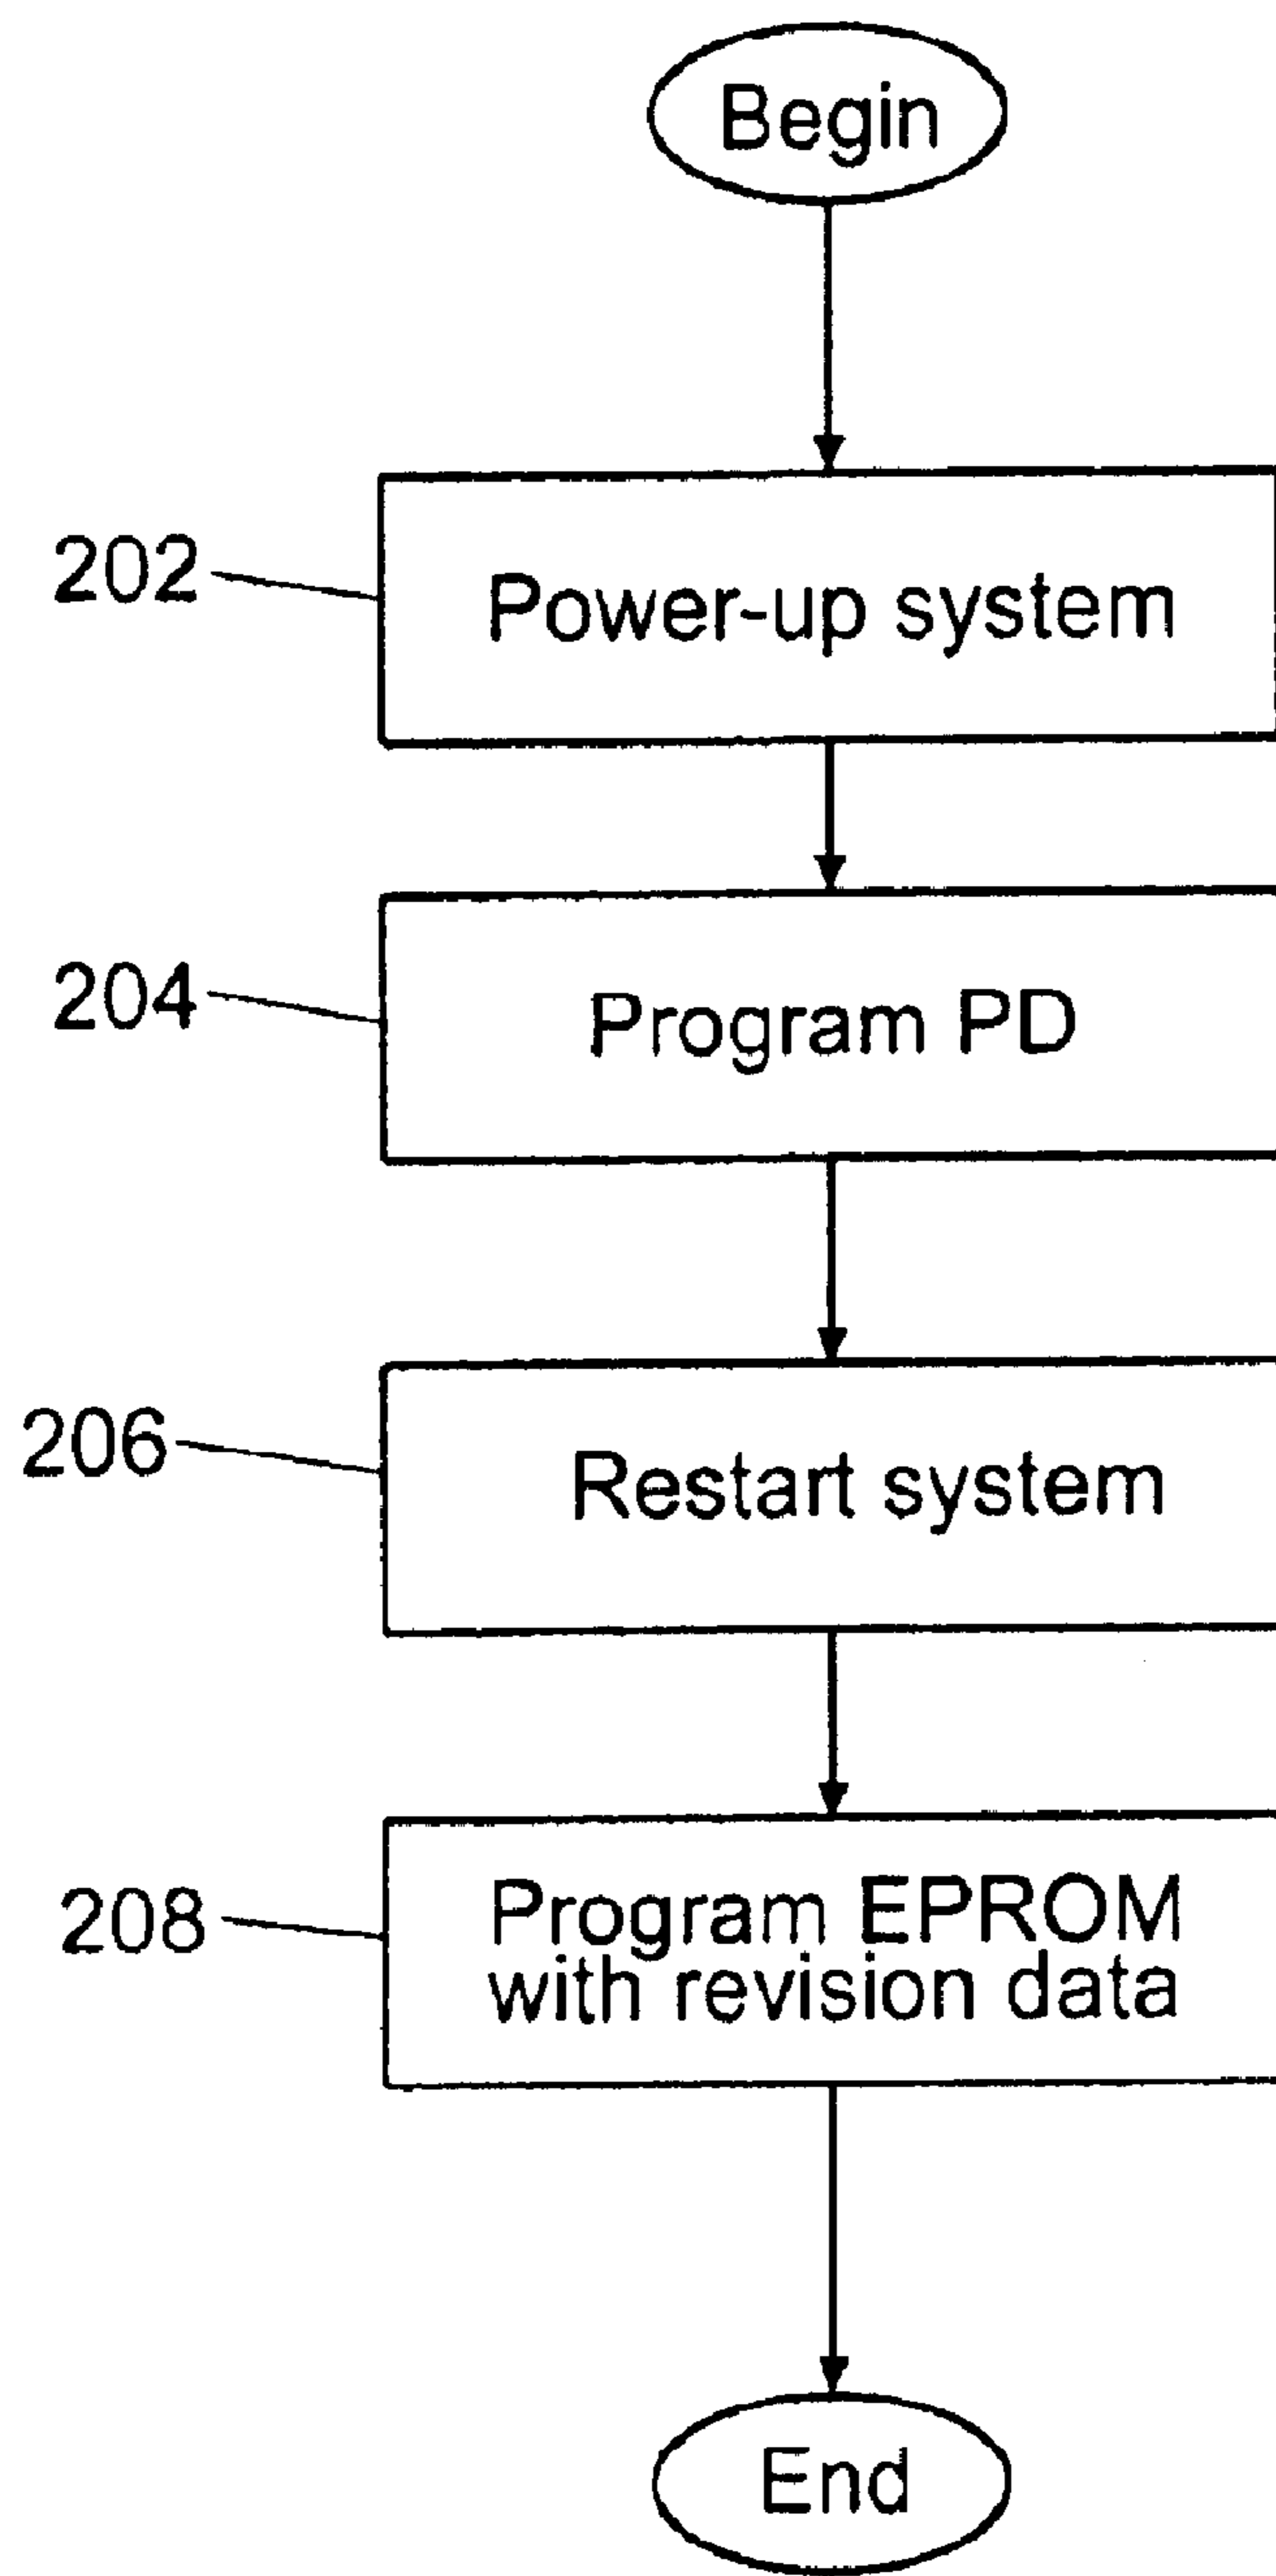 Begin
202
Power-up system
204
Program PD
206
Restart system
208
Program EPROM
with revision data
End